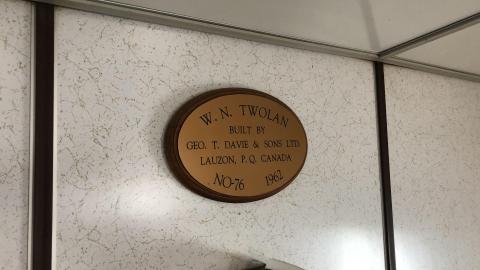 W. N. TWOLAN
BUILT BY
GEO. T. DAVIE & SONS LTD.
LAUZON, P.Q. CANADA
NO-76 1962